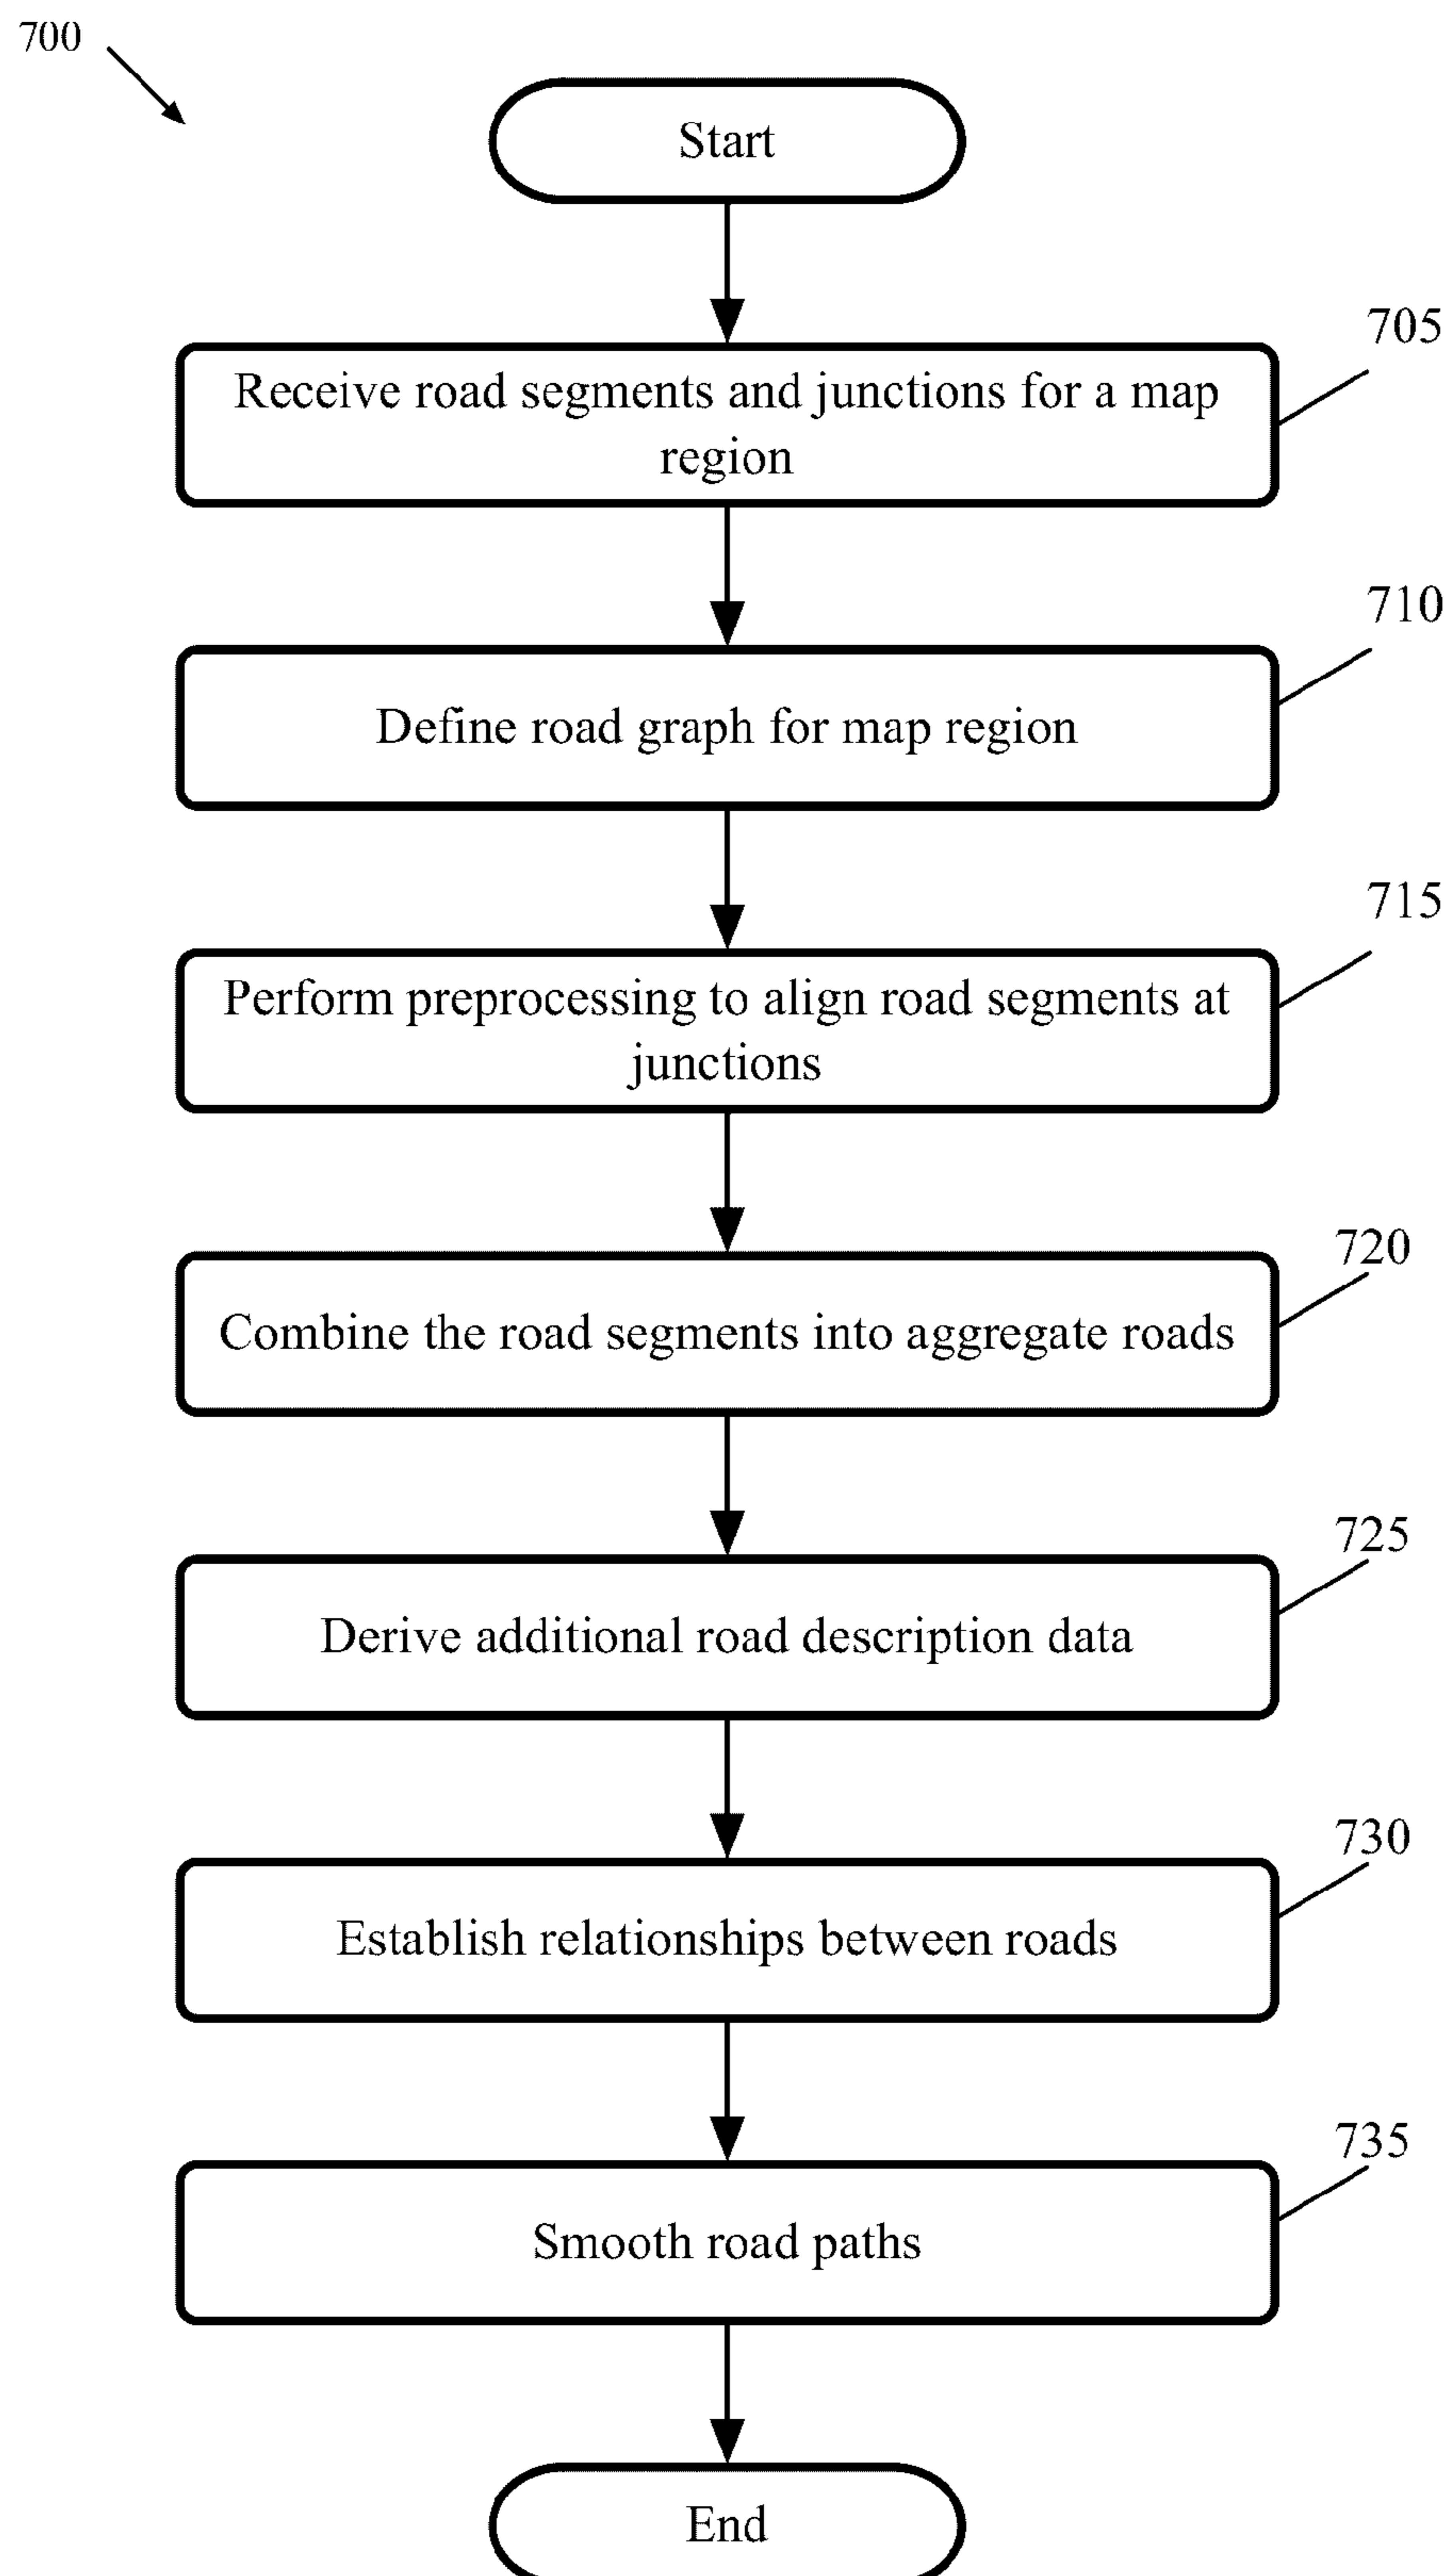 700
Start
705
Receive road segments and junctions for a map
region
710
Define road graph for map region
715
Perform preprocessing to align road segments at
junctions
720
Combine the road segments into aggregate roads
725
Derive additional road description data
730
Establish relationships between roads
735
Smooth road paths
End